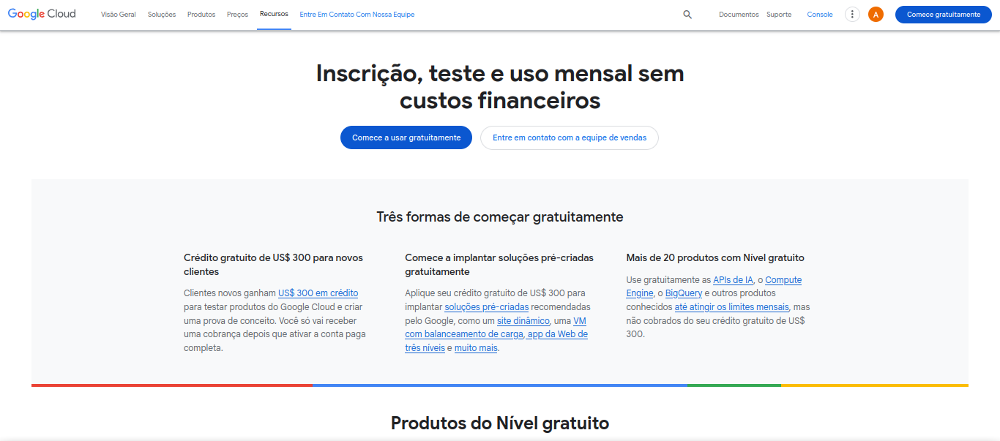 Google Cloud
Visão Geral
Soluções
Produtos
Preços
Recursos
Entre Em Contato Com Nossa Equipe
Documentos
Suporte
Console
A
Comece gratuitamente
Inscrição, teste e uso mensal sem
custos financeiros
Comece a usar gratuitamente
Entre em contato com a equipe de vendas
Três formas de começar gratuitamente
Crédito gratuito de US$ 300 para novos
clientes
Clientes novos ganham US$ 300 em crédito
para testar produtos do Google Cloud e criar
uma prova de conceito. Você só vai receber
uma cobrança depois que ativar a conta paga
completa.
Comece a implantar soluções pré-criadas
gratuitamente
Aplique seu crédito gratuito de US$ 300 para
implantar soluções pré-criadas recomendadas
pelo Google, como um site dinâmico, uma VM
com balanceamento de carga, app da Web de
três níveis e muito mais.
Mais de 20 produtos com Nível gratuito
Use gratuitamente as APIs de IA, o Compute
Engine, o BigQuery e outros produtos
conhecidos até atingir os limites mensais, mas
não cobrados do seu crédito gratuito de US$
300.
Produtos do Nível gratuito